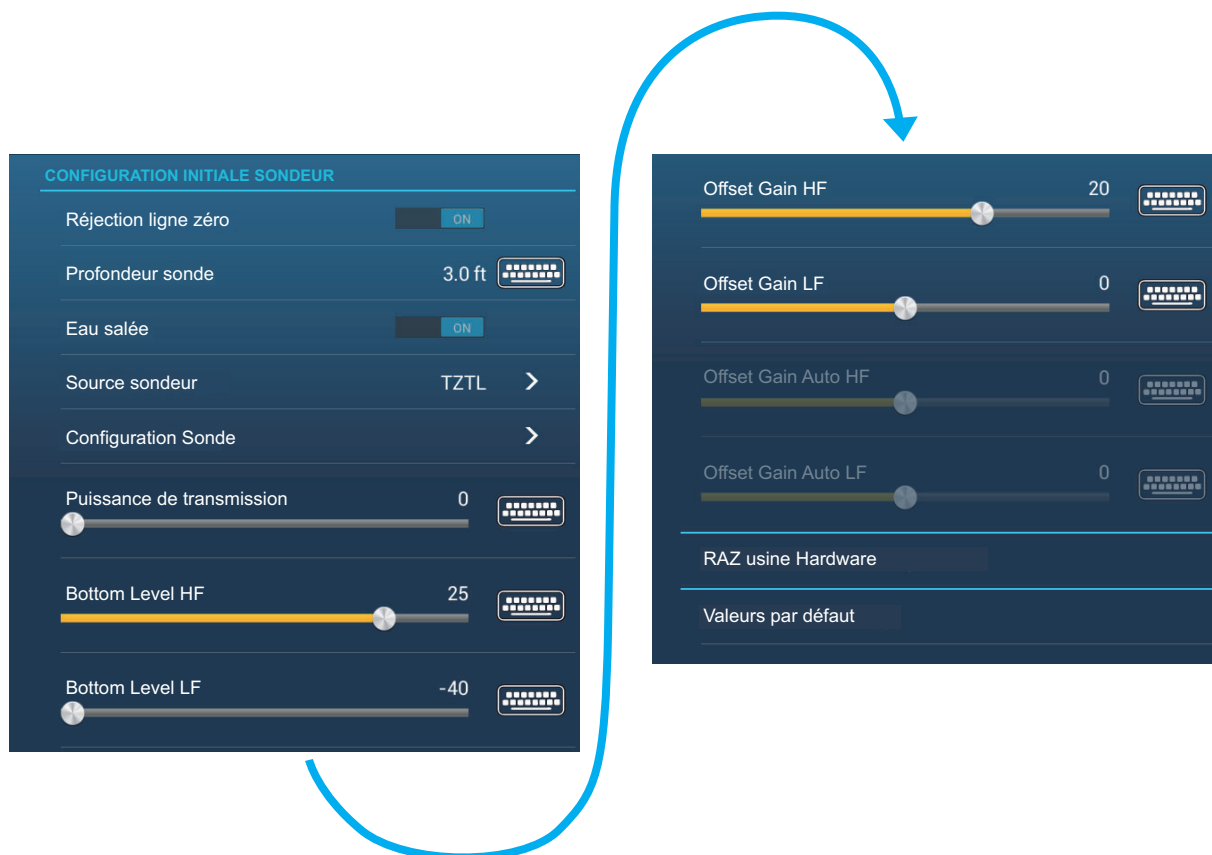 CONFIGURATION INITIALE SONDEUR
Réjection ligne zéro ON
Profondeur sonde 3.0 ft
Eau salée ON
Source sondeur TZTL >
Configuration Sonde >
Puissance de transmission 0
Bottom Level HF 25
Bottom Level LF -40
Offset Gain HF 20
Offset Gain LF 0
Offset Gain Auto HF 0
Offset Gain Auto LF 0
RAZ usine Hardware
Valeurs par défaut